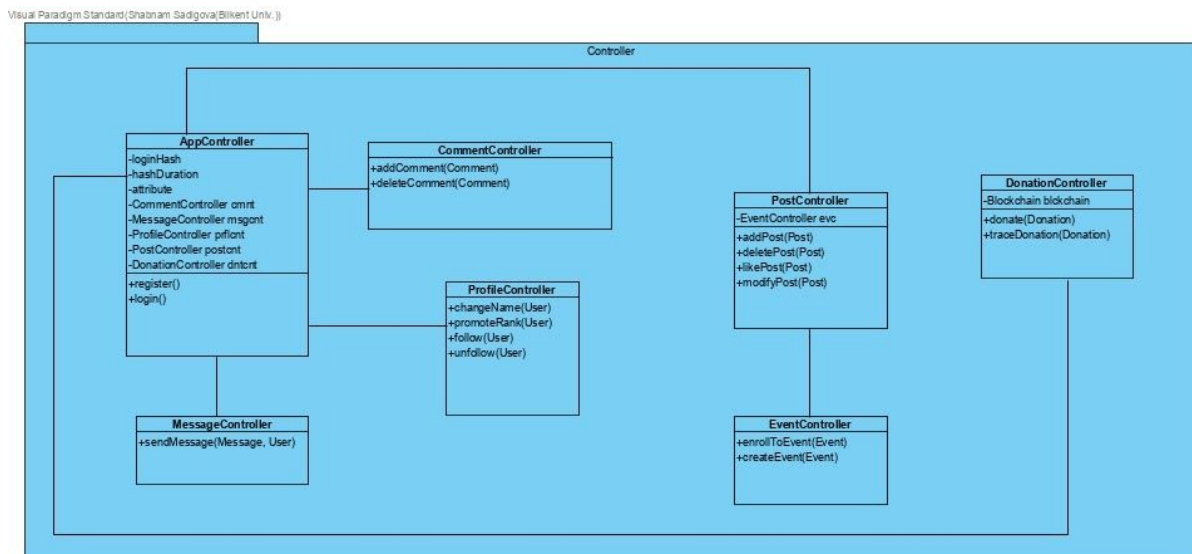 Visual Paradigm Standard(Shabnam Sadigova(Bilkent Univ.))
Controller
AppController
-loginHash
-hashDuration
-attribute
-CommentController cmnt
-MessageController msgcnt
-ProfileController prflcnt
-PostController postcnt
-DonationController dntcnt
+register()
+login()
CommentController
+addComment(Comment)
+deleteComment(Comment)
PostController
-EventController evc
+addPost(Post)
+deletePost(Post)
+likePost(Post)
+modifyPost(Post)
DonationController
-Blockchain blckchain
+donate(Donation)
+traceDonation(Donation)
ProfileController
+changeName(User)
+promoteRank(User)
+follow(User)
+unfollow(User)
MessageController
+sendMessage(Message, User)
EventController
+enrollToEvent(Event)
+createEvent(Event)